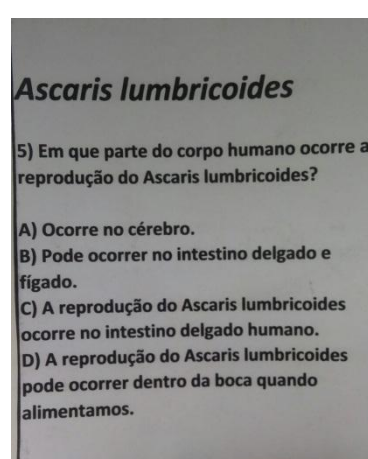 Ascaris lumbricoides
5) Em que parte do corpo humano ocorre a
reprodução do Ascaris lumbricoides?
A) Ocorre no cérebro.
B) Pode ocorrer no intestino delgado e
fígado.
C) A reprodução do Ascaris lumbricoides
ocorre no intestino delgado humano.
D) A reprodução do Ascaris lumbricoides
pode ocorrer dentro da boca quando
alimentamos.